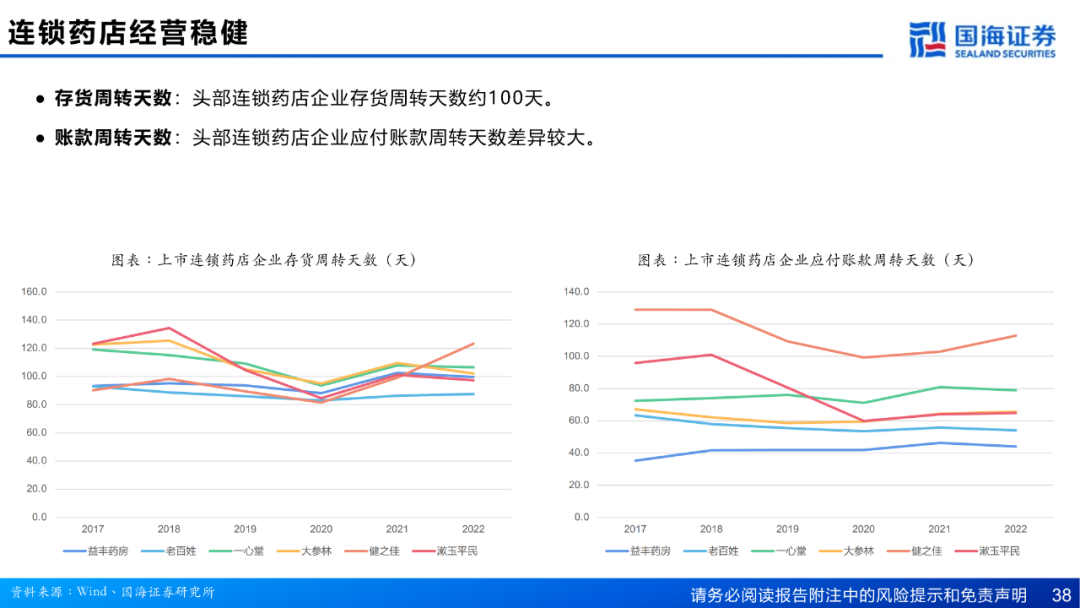 连锁药店经营稳健
国海证券
SEALAND SECURITIES
● 存货周转天数：头部连锁药店企业存货周转天数约100天。
● 账款周转天数：头部连锁药店企业应付账款周转天数差异较大。
图表：上市连锁药店企业存货周转天数（天）
160.0
140.0
120.0
100.0
80.0
60.0
40.0
20.0
0.0
2017 2018 2019 2020 2021 2022
益丰药房 老百姓 一心堂 大参林 健之佳 漱玉平民
图表：上市连锁药店企业应付账款周转天数（天）
140.0
120.0
100.0
80.0
60.0
40.0
20.0
0.0
2017 2018 2019 2020 2021 2022
益丰药房 老百姓 一心堂 大参林 健之佳 漱玉平民
资料来源：Wind、国海证券研究所
请务必阅读报告附注中的风险提示和免责声明 38